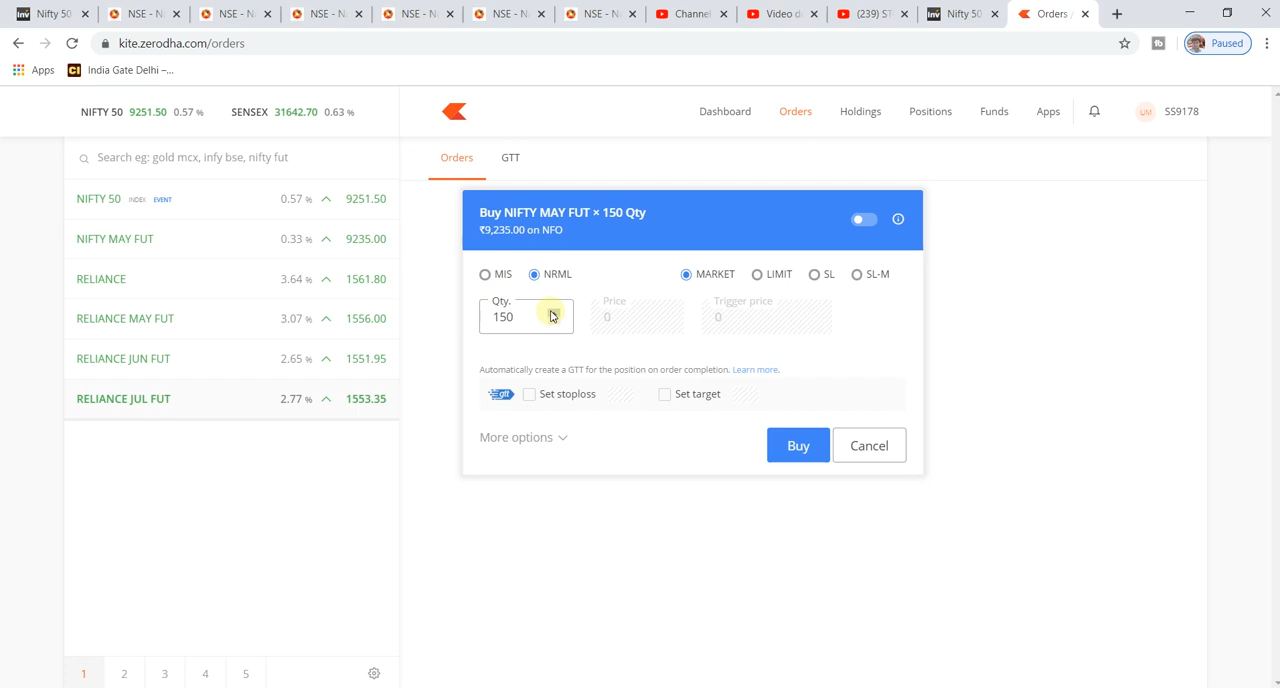 Nifty 50
NSE - N
NSE - N
NSE - N
NSE - N
NSE - N
NSE - N
Channel
Video d
(239) ST
Nifty 50
Orders /
kite.zerodha.com/orders
Paused
Apps
India Gate Delhi –...
NIFTY 50 9251.50 0.57 %
SENSEX 31642.70 0.63 %
Dashboard
Orders
Holdings
Positions
Funds
Apps
UM
SS9178
Search eg: gold mcx, infy bse, nifty fut
Orders
GTT
NIFTY 50 INDEX EVENT 0.57 % 9251.50
NIFTY MAY FUT 0.33 % 9235.00
RELIANCE 3.64 % 1561.80
RELIANCE MAY FUT 3.07 % 1556.00
RELIANCE JUN FUT 2.65 % 1551.95
RELIANCE JUL FUT 2.77 % 1553.35
Buy NIFTY MAY FUT × 150 Qty
₹9,235.00 on NFO
MIS
NRML
MARKET
LIMIT
SL
SL-M
Qty.
150
Price
0
Trigger price
0
Automatically create a GTT for the position on order completion. Learn more.
gtt
Set stoploss
Set target
More options
Buy
Cancel
1
2
3
4
5